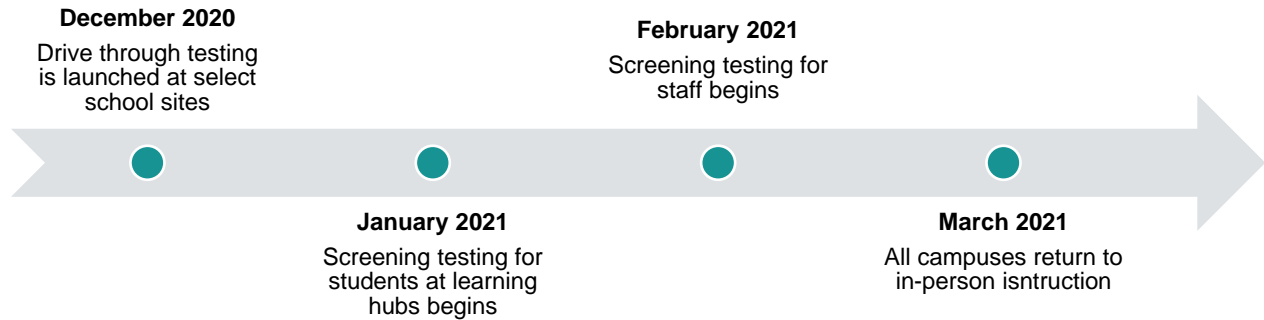 December 2020
Drive through testing
is launched at select
school sites
January 2021
Screening testing for
students at learning
hubs begins
February 2021
Screening testing for
staff begins
March 2021
All campuses return to
in-person isntruction